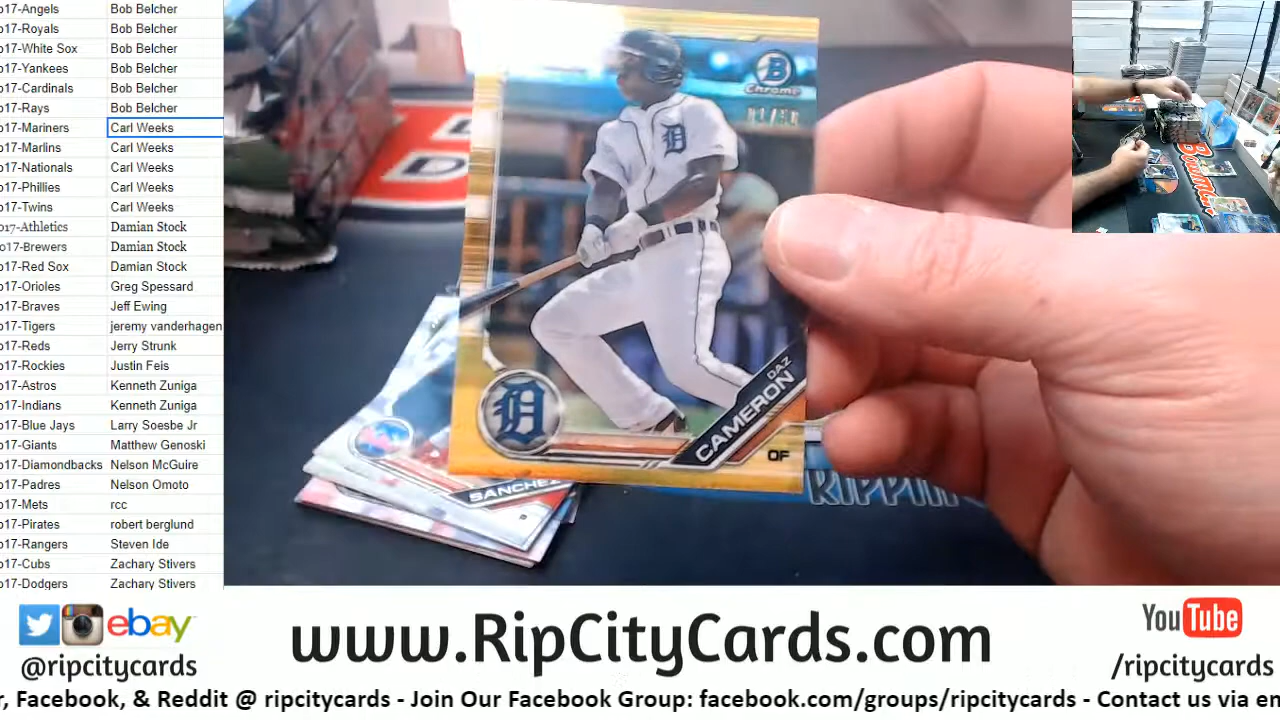 o17-Angels Bob Belcher
o17-Royals Bob Belcher
o17-White Sox Bob Belcher
o17-Yankees Bob Belcher
o17-Cardinals Bob Belcher
o17-Rays Bob Belcher
o17-Mariners Carl Weeks
o17-Marlins Carl Weeks
o17-Nationals Carl Weeks
o17-Phillies Carl Weeks
o17-Twins Carl Weeks
o17-Athletics Damian Stock
o17-Brewers Damian Stock
o17-Red Sox Damian Stock
o17-Orioles Greg Spessard
o17-Braves Jeff Ewing
o17-Tigers jeremy vanderhagen
o17-Reds Jerry Strunk
o17-Rockies Justin Feis
o17-Astros Kenneth Zuniga
o17-Indians Kenneth Zuniga
o17-Blue Jays Larry Soesbe Jr
o17-Giants Matthew Genoski
o17-Diamondbacks Nelson McGuire
o17-Padres Nelson Omoto
o17-Mets rcc
o17-Pirates robert berglund
o17-Rangers Steven Ide
o17-Cubs Zachary Stivers
o17-Dodgers Zachary Stivers
B
Chrome
D
D
DAZ
CAMERON
OF
SANCHEZ
P
RIPPIN
ebay
@ripcitycards
www.RipCityCards.com
YouTube
/ripcitycards
r, Facebook, & Reddit @ ripcitycards - Join Our Facebook Group: facebook.com/groups/ripcitycards - Contact us via em